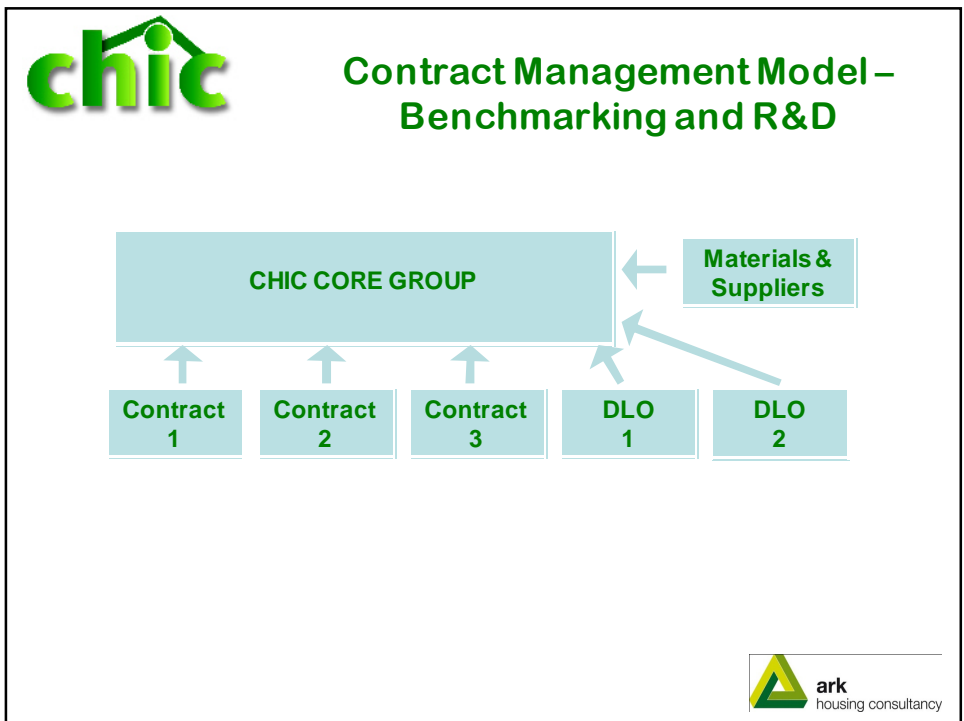 chic
Contract Management Model –
Benchmarking and R&D
CHIC CORE GROUP
Materials &
Suppliers
Contract
1
Contract
2
Contract
3
DLO
1
DLO
2
ark
housing consultancy